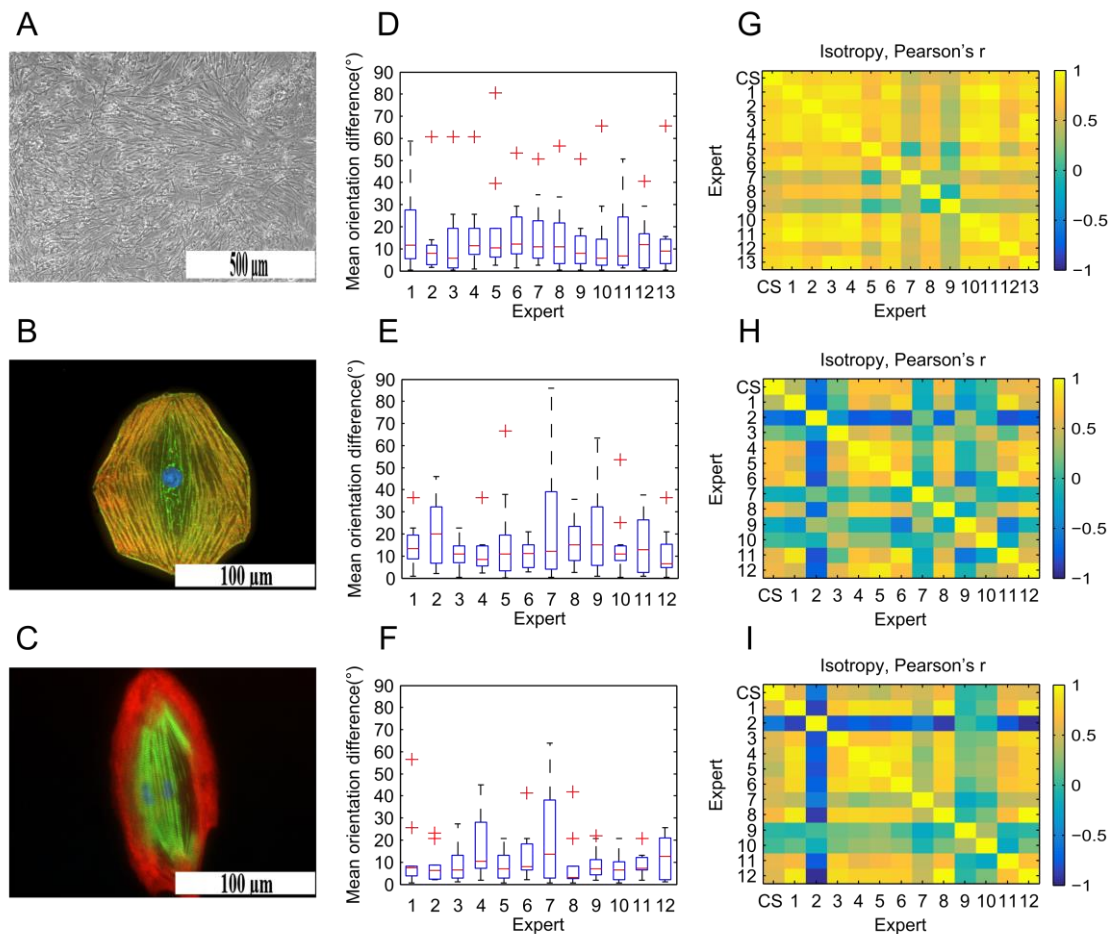 A
500 µm
D
Mean orientation difference(°)
90
80
70
60
50
40
30
20
10
0
1 2 3 4 5 6 7 8 9 10 11 12 13
Expert
G
Isotropy, Pearson's r
Expert
CS
1
2
3
4
5
6
7
8
9
10
11
12
13
CS 1 2 3 4 5 6 7 8 9 10 11 12 13
Expert
1
0.5
0
−0.5
−1
B
100 µm
E
Mean orientation difference(°)
90
80
70
60
50
40
30
20
10
0
1 2 3 4 5 6 7 8 9 10 11 12
Expert
H
Isotropy, Pearson's r
Expert
CS
1
2
3
4
5
6
7
8
9
10
11
12
CS 1 2 3 4 5 6 7 8 9 10 11 12
Expert
1
0.5
0
−0.5
−1
C
100 µm
F
Mean orientation difference(°)
90
80
70
60
50
40
30
20
10
0
1 2 3 4 5 6 7 8 9 10 11 12
Expert
I
Isotropy, Pearson's r
Expert
CS
1
2
3
4
5
6
7
8
9
10
11
12
CS 1 2 3 4 5 6 7 8 9 10 11 12
Expert
1
0.5
0
−0.5
−1